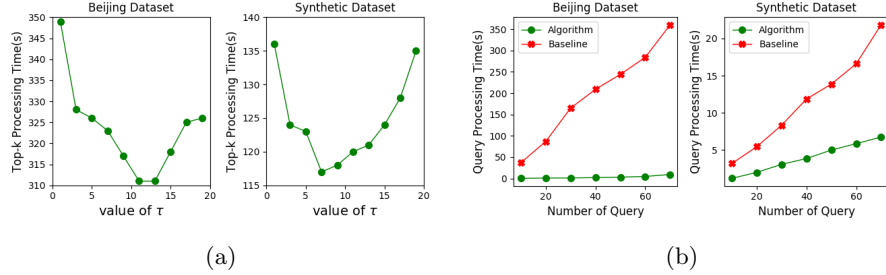 Beijing Dataset
Top-k Processing Time(s)
350
345
340
335
330
325
320
315
310
0
5
10
15
20
value of τ
Synthetic Dataset
Top-k Processing Time(s)
140
135
130
125
120
115
0
5
10
15
20
value of τ
(a)
Beijing Dataset
Query Processing Time(s)
350
300
250
200
150
100
50
0
Algorithm
Baseline
20
40
60
Number of Query
Synthetic Dataset
Query Processing Time(s)
20
15
10
5
Algorithm
Baseline
20
40
60
Number of Query
(b)